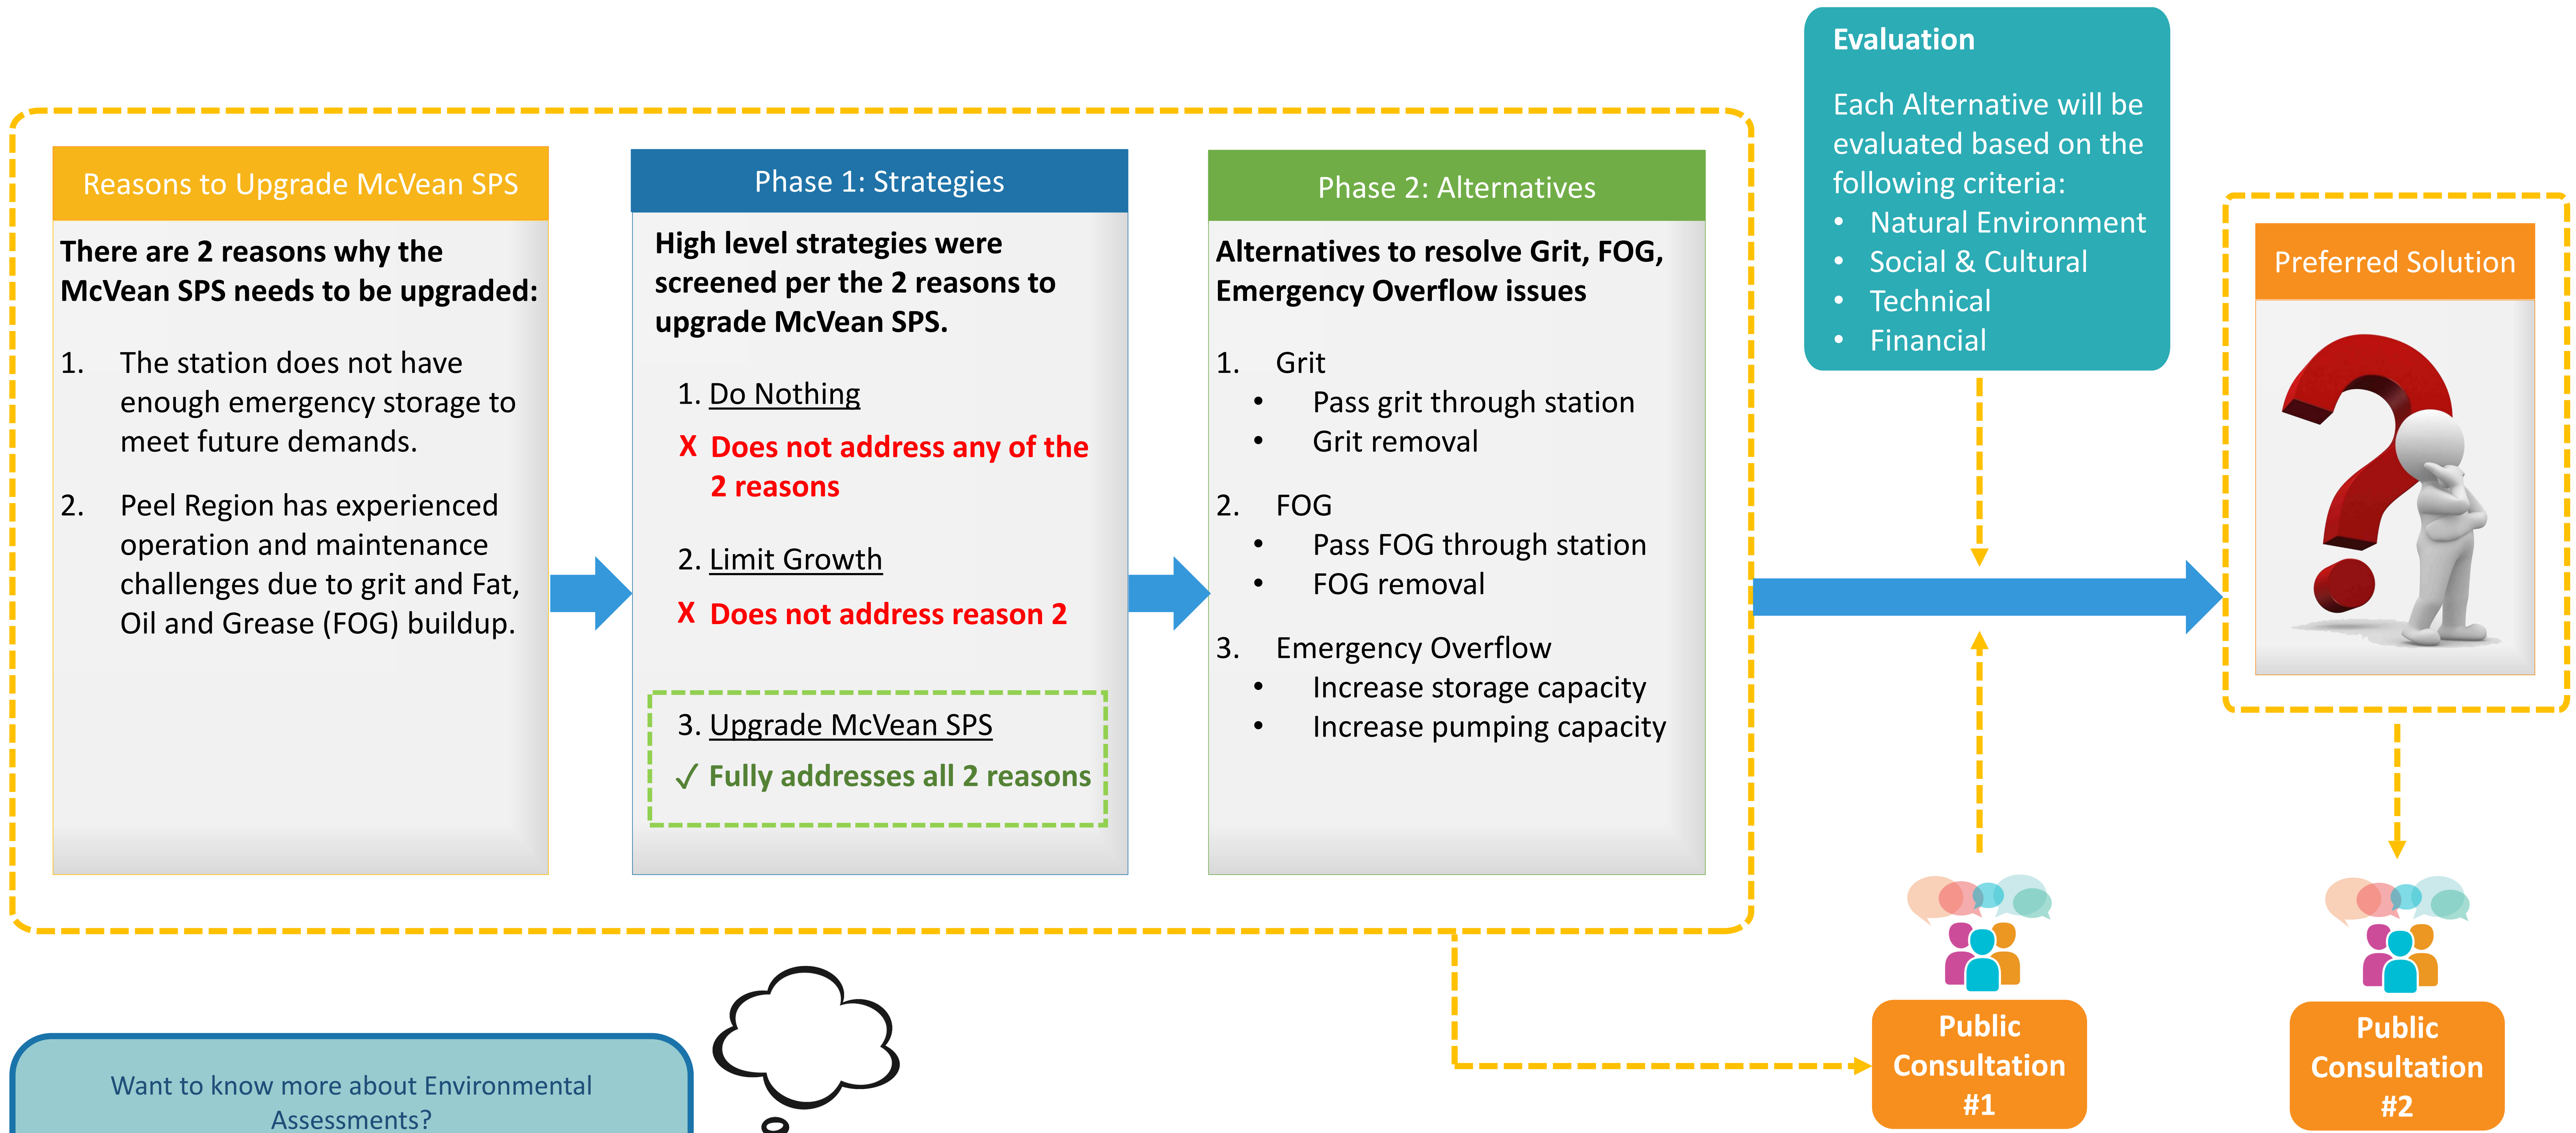 Reasons to Upgrade McVean SPS
There are 2 reasons why the
McVean SPS needs to be upgraded:
1. The station does not have
enough emergency storage to
meet future demands.
2. Peel Region has experienced
operation and maintenance
challenges due to grit and Fat,
Oil and Grease (FOG) buildup.
Phase 1: Strategies
High level strategies were
screened per the 2 reasons to
upgrade McVean SPS.
1. Do Nothing
X Does not address any of the
2 reasons
2. Limit Growth
X Does not address reason 2
3. Upgrade McVean SPS
✓ Fully addresses all 2 reasons
Phase 2: Alternatives
Alternatives to resolve Grit, FOG,
Emergency Overflow issues
1. Grit
• Pass grit through station
• Grit removal
2. FOG
• Pass FOG through station
• FOG removal
3. Emergency Overflow
• Increase storage capacity
• Increase pumping capacity
Evaluation
Each Alternative will be
evaluated based on the
following criteria:
• Natural Environment
• Social & Cultural
• Technical
• Financial
Preferred Solution
?
Public
Consultation
#1
Public
Consultation
#2
Want to know more about Environmental
Assessments?